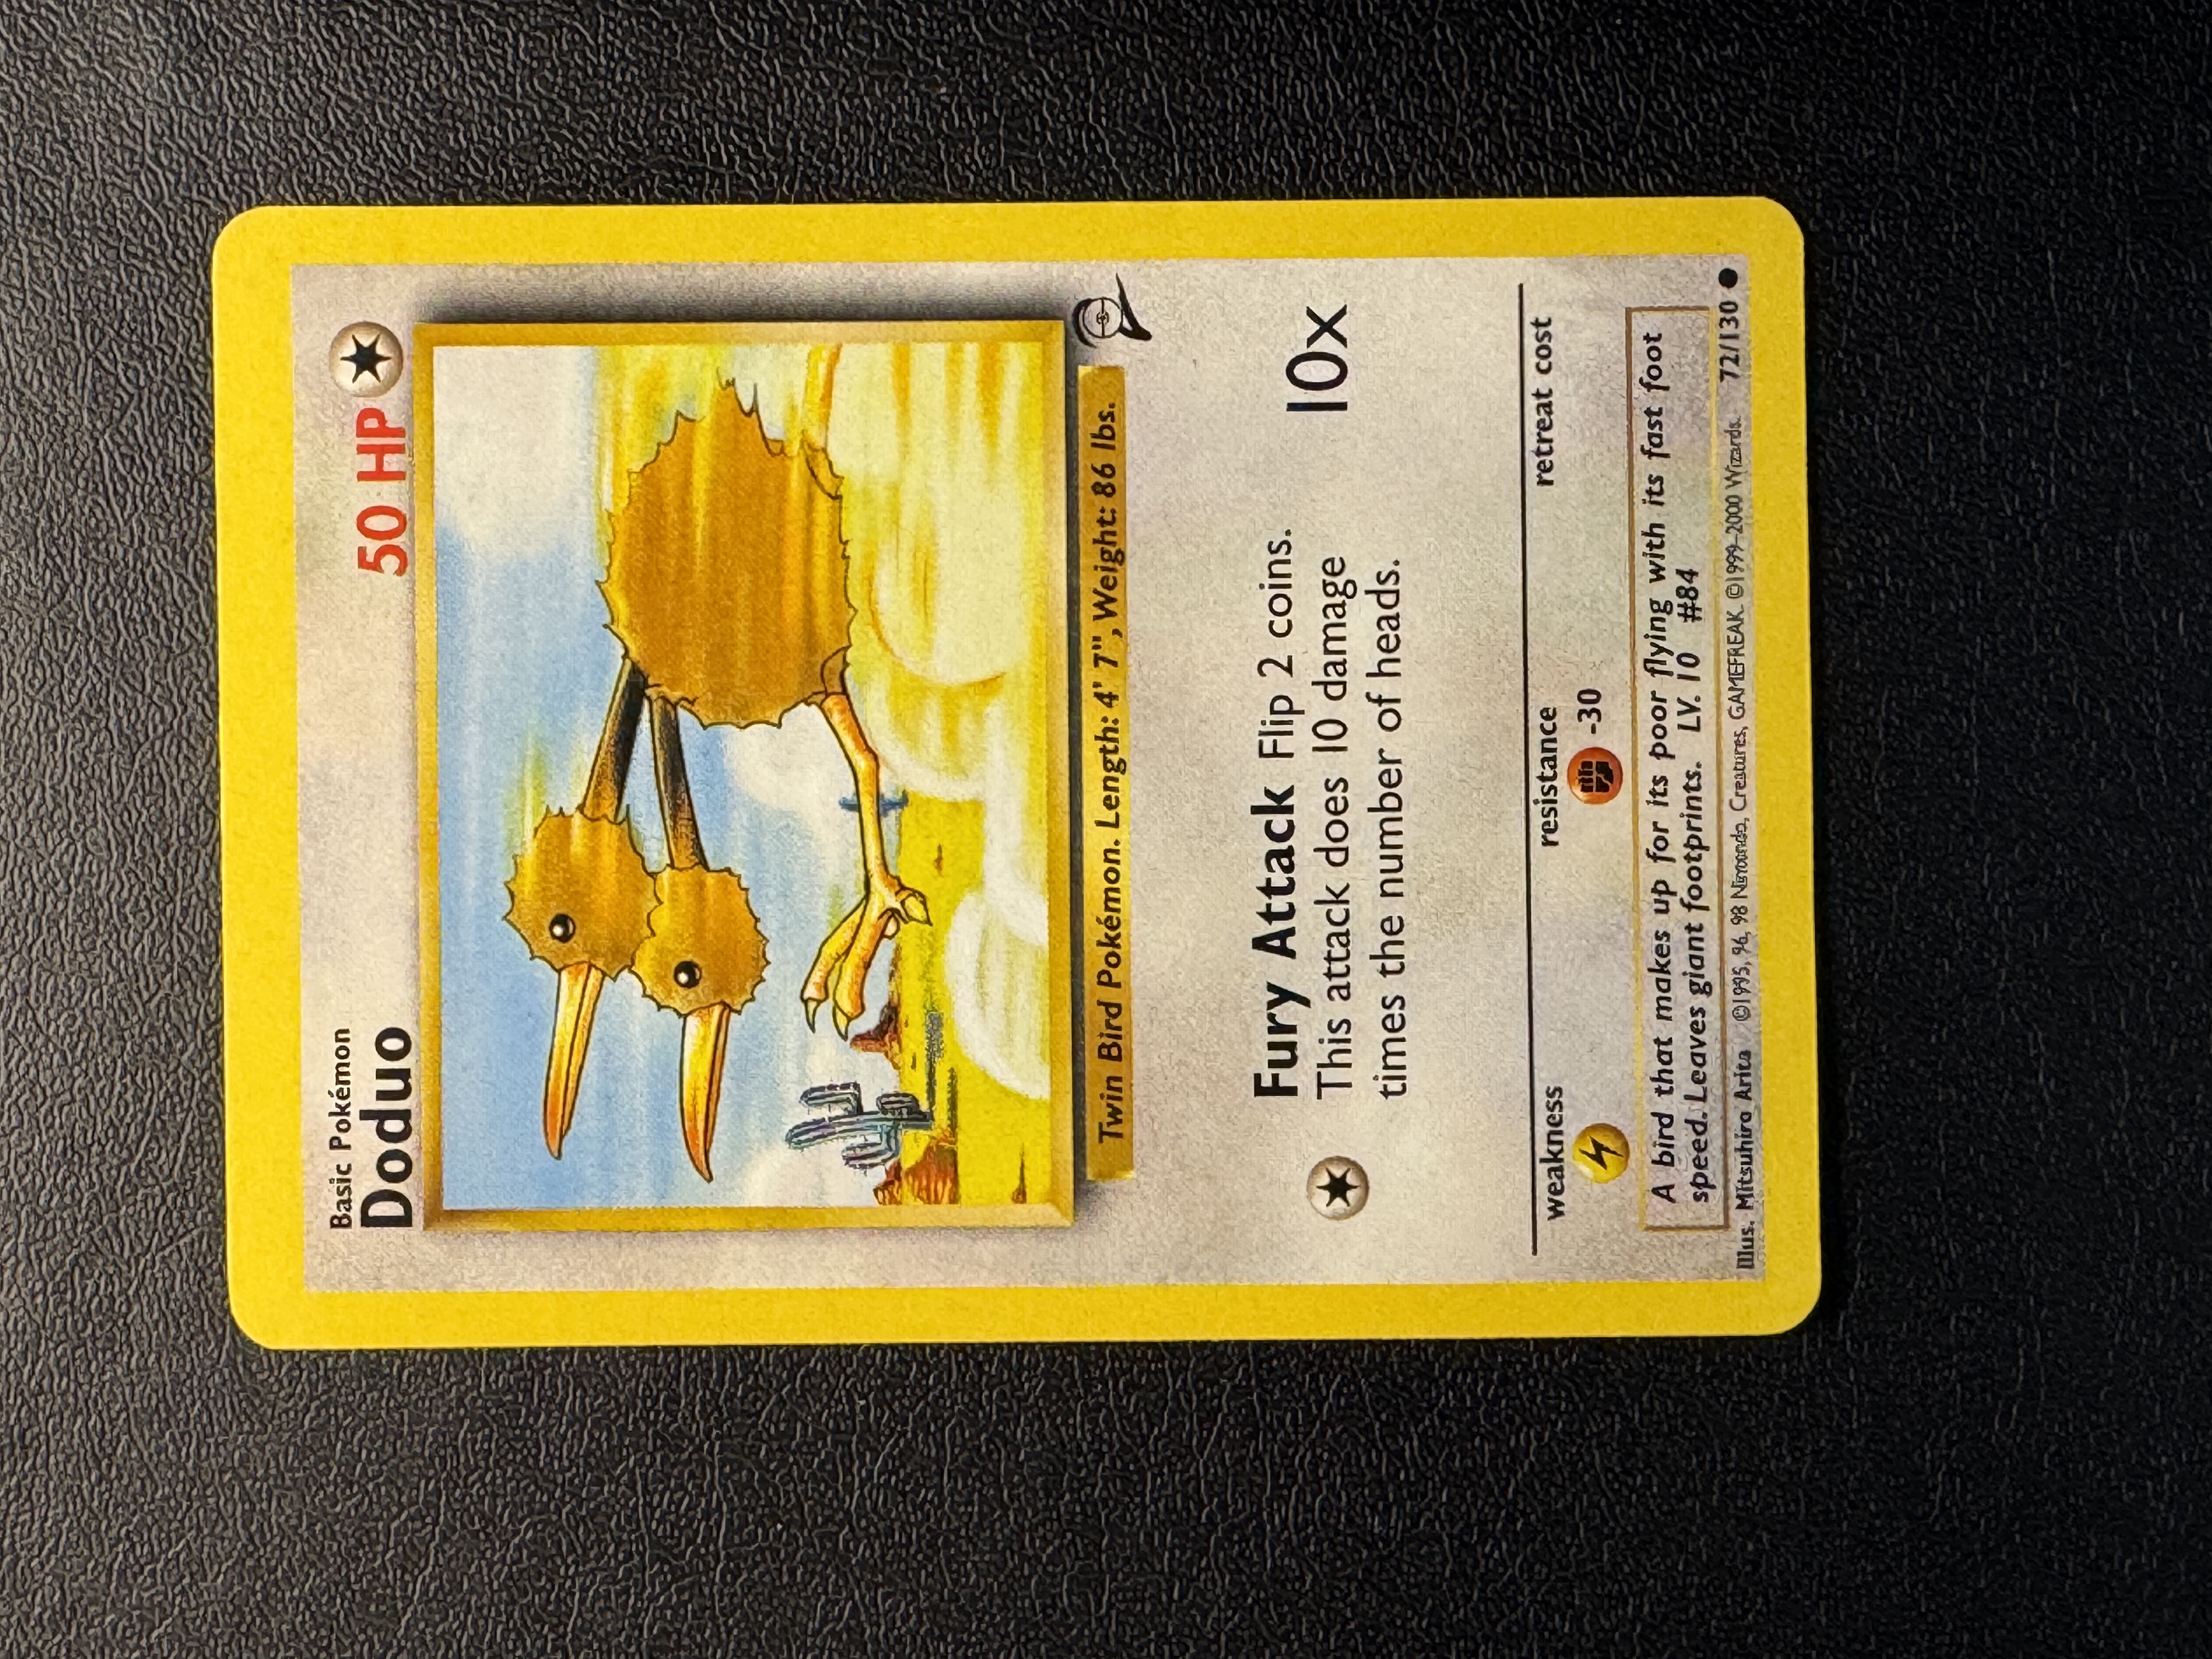 Basic Pokémon
Doduo
50 HP
Twin Bird Pokémon. Length: 4' 7", Weight: 86 lbs.
Fury Attack Flip 2 coins.
This attack does 10 damage
times the number of heads.
10x
weakness
resistance
retreat cost
-30
A bird that makes up for its poor flying with its fast foot
speed. Leaves giant footprints. LV. 10 #84
Illus. Mitsuhiro Arita ©1995, 96, 98 Nintendo, Creatures, GAMEFREAK. ©1999-2000 Wizards. 72/130